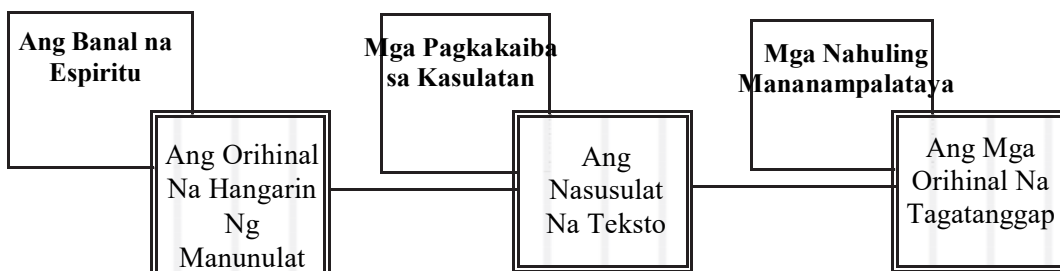 Ang Banal na
Espiritu
Ang Orihinal
Na Hangarin
Ng
Manunulat
Mga Pagkakaiba
sa Kasulatan
Ang
Nasusulat
Na Teksto
Mga Nahuling
Mananampalataya
Ang Mga
Orihinal Na
Tagatanggap